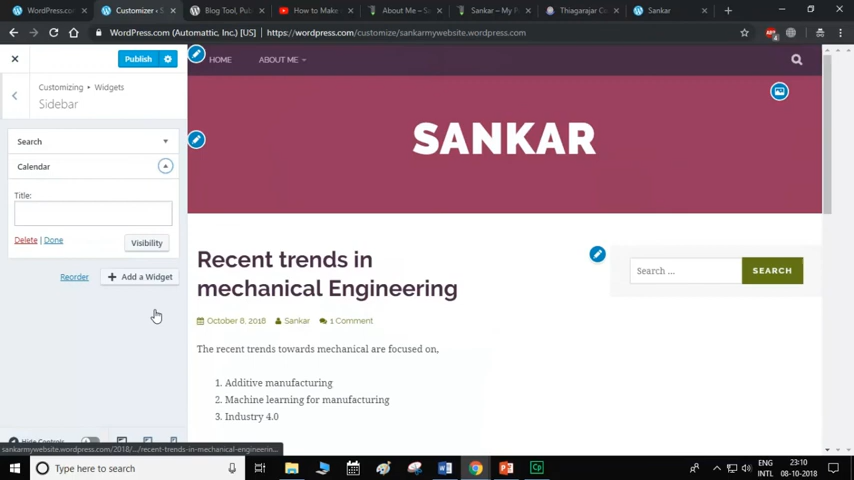 WordPress.com
Customizer ‹ S
Blog Tool, Pu
How to Make
About Me – Sa
Sankar – My P
Thiagarajar C
Sankar
WordPress.com (Automattic, Inc.) [US]
https://wordpress.com/customize/sankarmywebsite.wordpress.com
4
Publish
Customizing ▸ Widgets
Sidebar
Search
Calendar
Title:
Delete | Done
Visibility
Reorder
Add a Widget
Hide Controls
HOME
ABOUT ME
SANKAR
Recent trends in
mechanical Engineering
October 8, 2018
Sankar
1 Comment
The recent trends towards mechanical are focused on,
1. Additive manufacturing
2. Machine learning for manufacturing
3. Industry 4.0
Search ...
SEARCH
sankarmywebsite.wordpress.com/2018/.../recent-trends-in-mechanical-engineerin...
Type here to search
ENG
INTL
23:10
08-10-2018